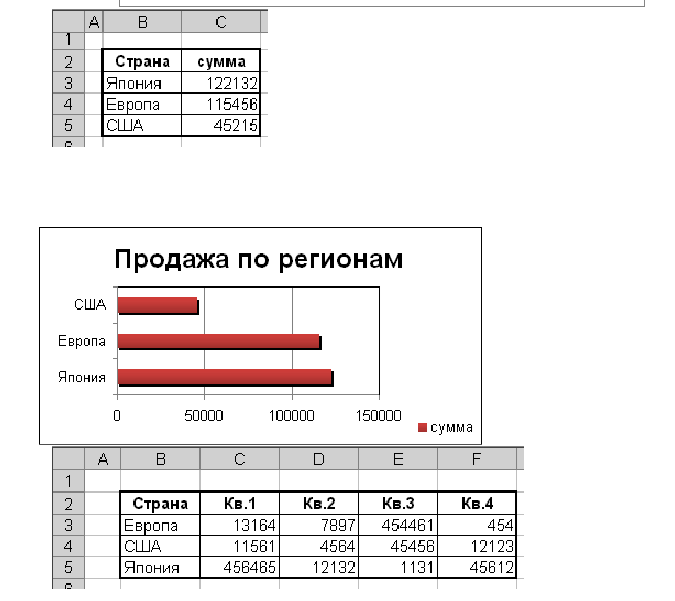 A B C
1
2 Страна сумма
3 Япония 122132
4 Европа 115456
5 США 45215
Продажа по регионам
США
Европа
Япония
0 50000 100000 150000
сумма
A B C D E F
1
2 Страна Кв.1 Кв.2 Кв.3 Кв.4
3 Европа 13164 7897 454461 454
4 США 11561 4564 45456 12123
5 Япония 456465 12132 1131 45612